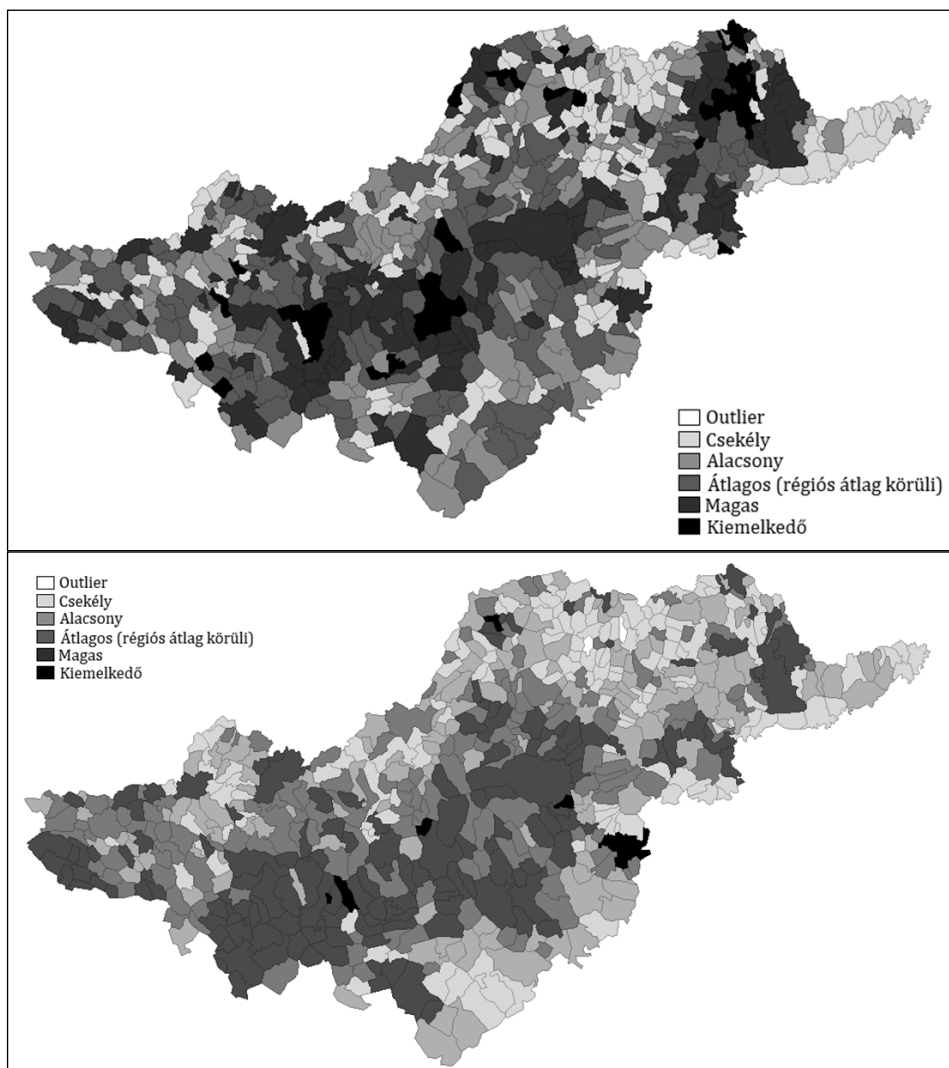 Outlier
Csekély
Alacsony
Átlagos (régiós átlag körüli)
Magas
Kiemelkedő
Outlier
Csekély
Alacsony
Átlagos (régiós átlag körüli)
Magas
Kiemelkedő